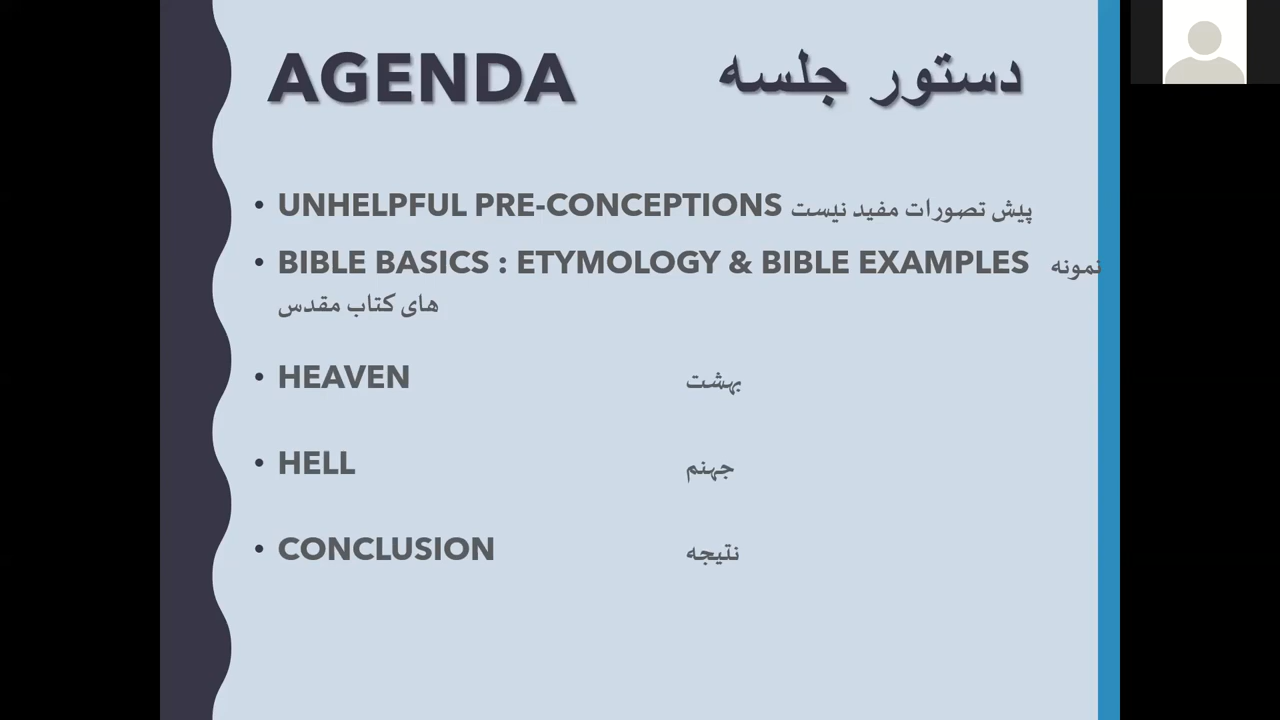 AGENDA دستور جلسه
• UNHELPFUL PRE-CONCEPTIONS پیش تصورات مفید نیست
• BIBLE BASICS : ETYMOLOGY & BIBLE EXAMPLES نمونه
های کتاب مقدس
• HEAVEN بهشت
• HELL جهنم
• CONCLUSION نتیجه